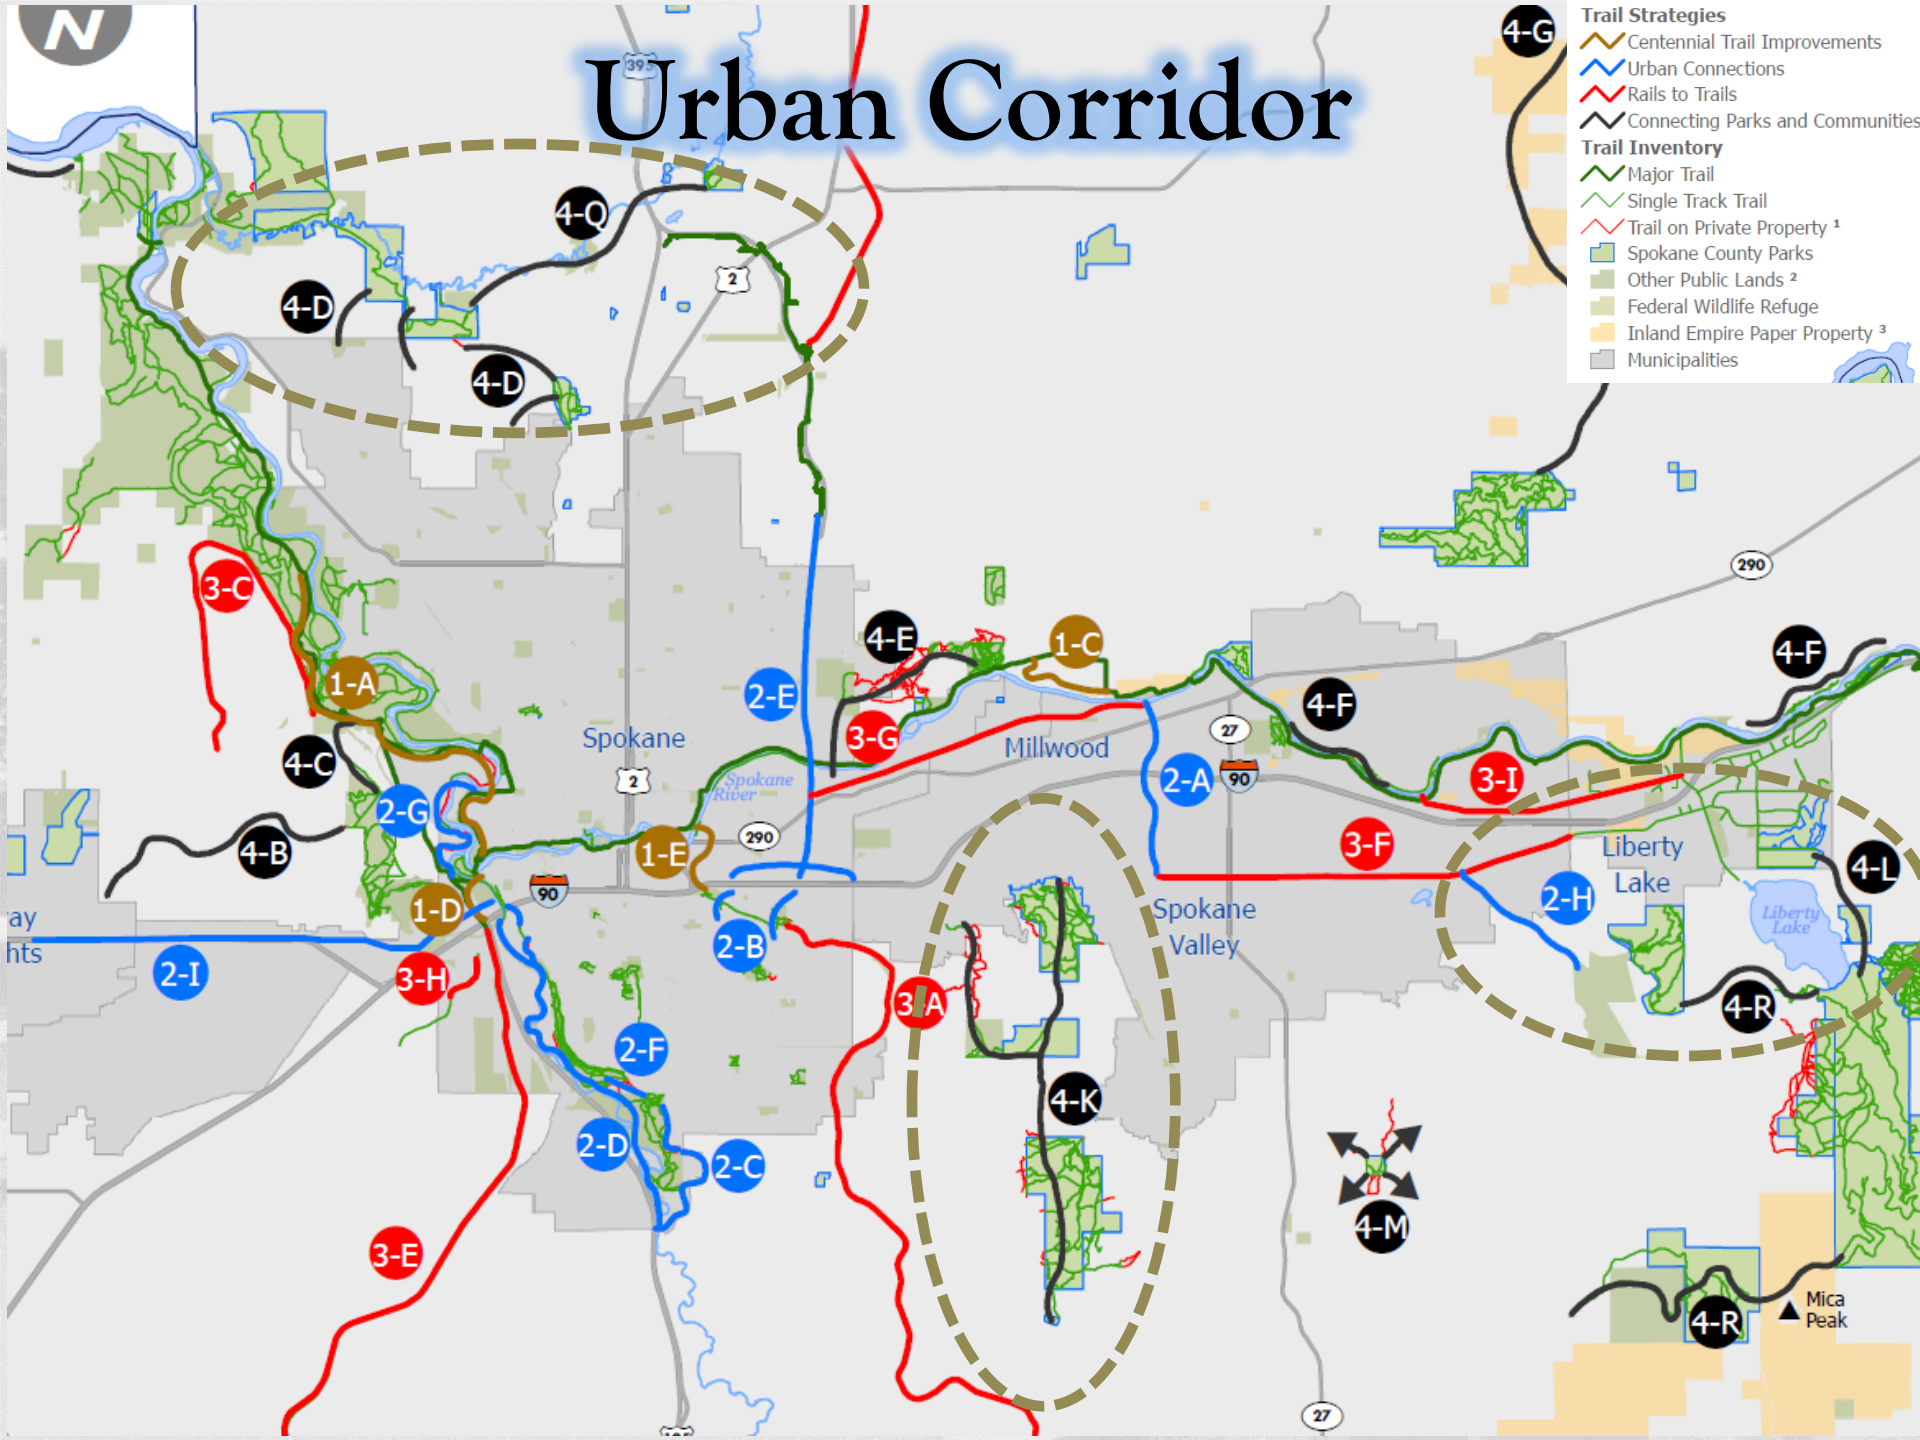 N
Urban Corridor
Trail Strategies
Centennial Trail Improvements
Urban Connections
Rails to Trails
Connecting Parks and Communities
Trail Inventory
Major Trail
Single Track Trail
Trail on Private Property ¹
Spokane County Parks
Other Public Lands ²
Federal Wildlife Refuge
Inland Empire Paper Property ³
Municipalities
4-G
395
4-Q
2
4-D
4-D
290
3-C
4-E
1-C
4-F
4-F
1-A
2-E
3-G
27
Spokane
Millwood
4-C
2
Spokane
River
2-A
90
3-I
2-G
4-B
1-E
290
3-F
Liberty
Lake
4-L
90
1-D
2-H
ay
hts
2-B
Spokane
Valley
Liberty
Lake
2-I
3-H
3-A
4-R
2-F
4-K
2-D
2-C
4-M
3-E
Mica
Peak
4-R
27